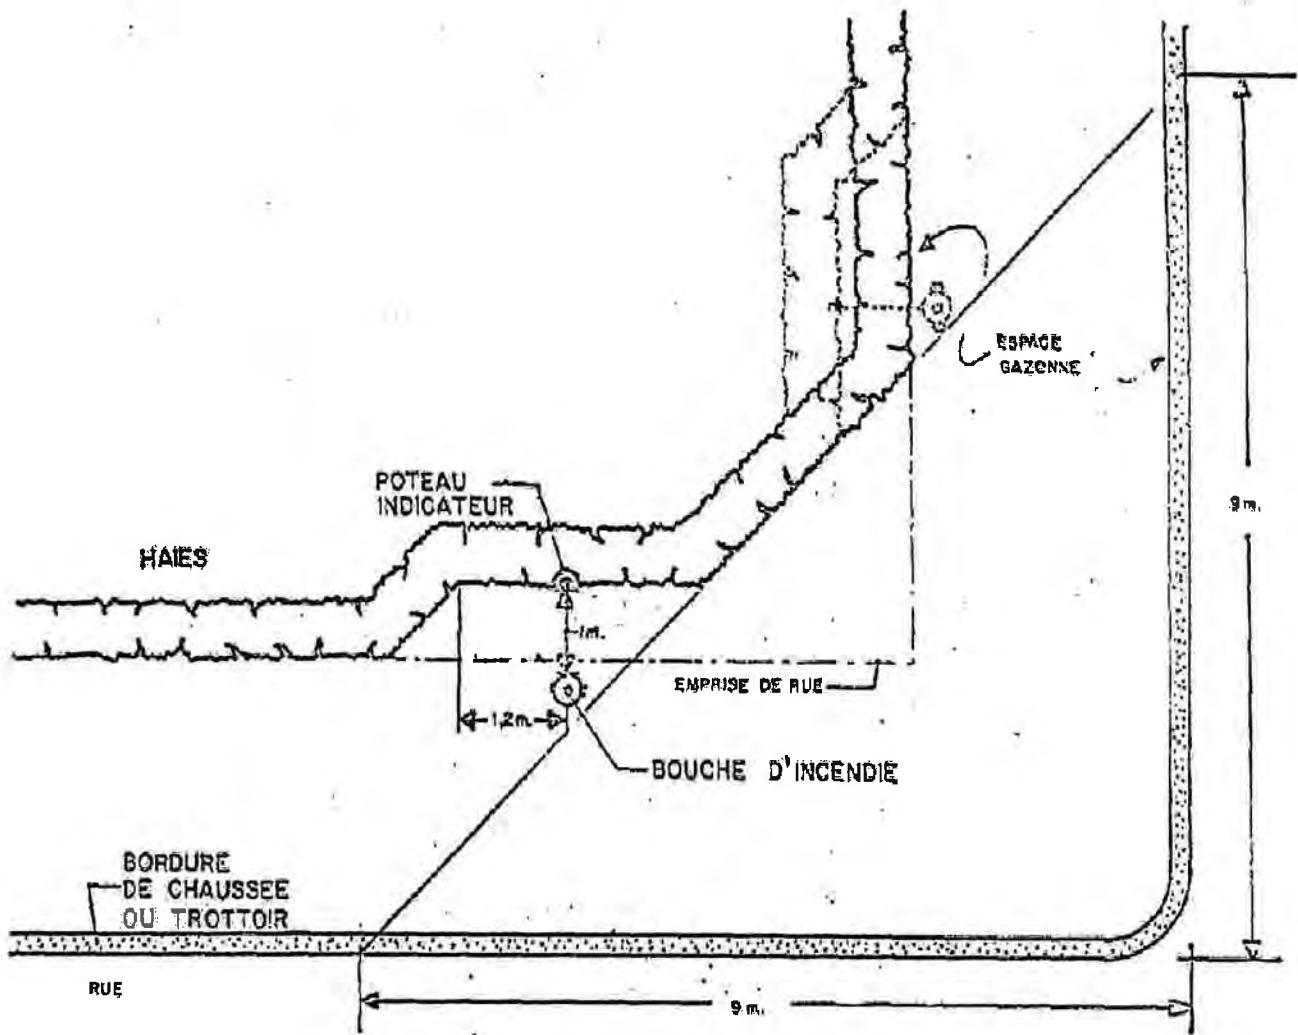 ESPACE
GAZONNE
POTEAU
INDICATEUR
9 m.
HAIES
1m.
EMPRISE DE RUE
1,2m.
BOUCHE D'INCENDIE
BORDURE
DE CHAUSSEE
OU TROTTOIR
RUE
9 m.